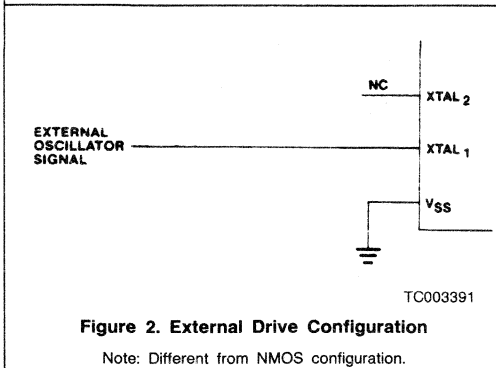 NC
XTAL 2
EXTERNAL
OSCILLATOR
SIGNAL
XTAL 1
VSS
TC003391
Figure 2. External Drive Configuration
Note: Different from NMOS configuration.